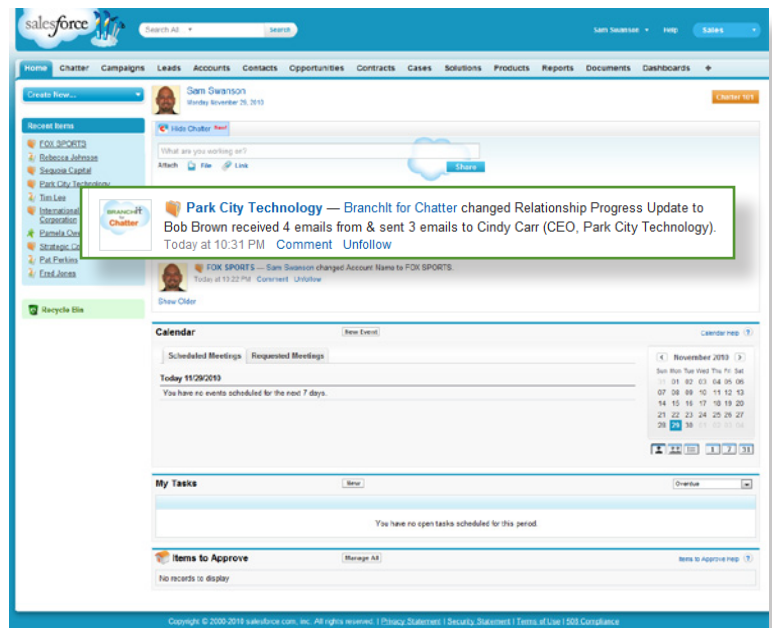 salesforce
Search All
Search
Sam Swanson
Help
Sales
Home Chatter Campaigns Leads Accounts Contacts Opportunities Contracts Cases Solutions Products Reports Documents Dashboards +
Create New...
Sam Swanson
Monday November 29, 2010
Chatter 101
Recent Items
FOX SPORTS
Rebecca Johnson
Sequoia Capital
Park City Technology
Tim Lee
International
Corporation
Pamela
Strategic
Pat Perkins
Fred Jones
Recycle Bin
Hide Chatter New!
What are you working on?
Attach File Link
Share
BRANCHIT
for
Chatter
Park City Technology — BranchIt for Chatter changed Relationship Progress Update to
Bob Brown received 4 emails from & sent 3 emails to Cindy Carr (CEO, Park City Technology).
Today at 10:31 PM Comment Unfollow
FOX SPORTS — Sam Swanson changed Account Name to FOX SPORTS.
Today at 13:22 PM Comment Unfollow
Show Older
Calendar
New Event
Calendar Help ?
Scheduled Meetings Requested Meetings
Today 11/29/2010
You have no events scheduled for the next 7 days.
November 2010
Sun Mon Tue Wed Thu Fri Sat
31 01 02 03 04 05 06
07 08 09 10 11 12 13
14 15 16 17 18 19 20
21 22 23 24 25 26 27
28 29 30 01 02 03 04
1 7 31
My Tasks
New
Overdue
You have no open tasks scheduled for this period.
Items to Approve
Manage All
Items to Approve Help ?
No records to display
Copyright © 2000-2010 salesforce.com, inc. All rights reserved. | Privacy Statement | Security Statement | Terms of Use | 508 Compliance